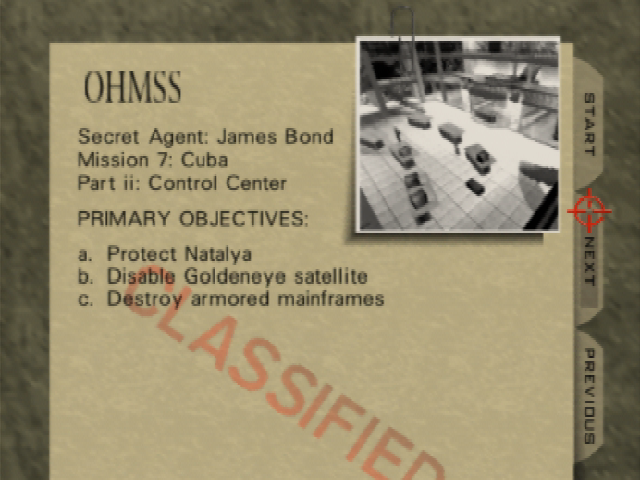 OHMSS
Secret Agent: James Bond
Mission 7: Cuba
Part ii: Control Center
PRIMARY OBJECTIVES:
a. Protect Natalya
b. Disable Goldeneye satellite
c. Destroy armored mainframes
CLASSIFIED
START
NEXT
PREVIOUS